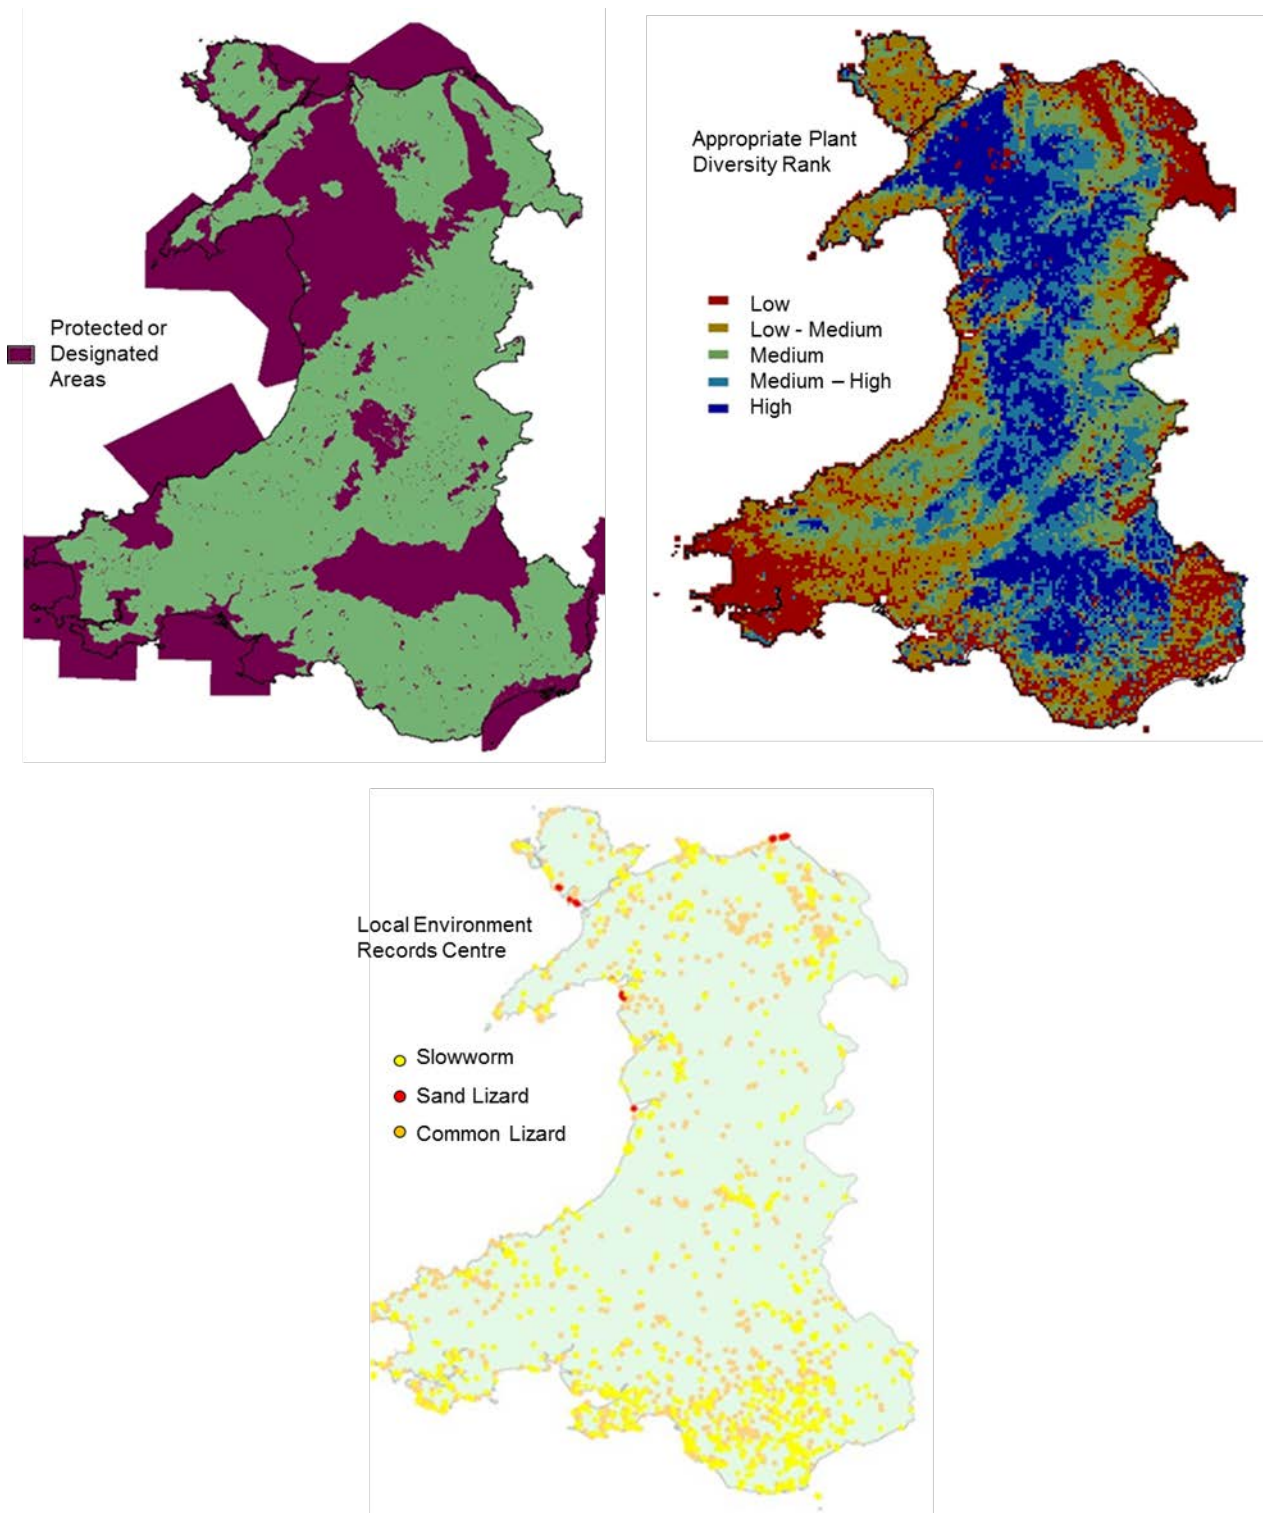 Protected or
Designated
Areas
Appropriate Plant
Diversity Rank
Low
Low - Medium
Medium
Medium – High
High
Local Environment
Records Centre
Slowworm
Sand Lizard
Common Lizard